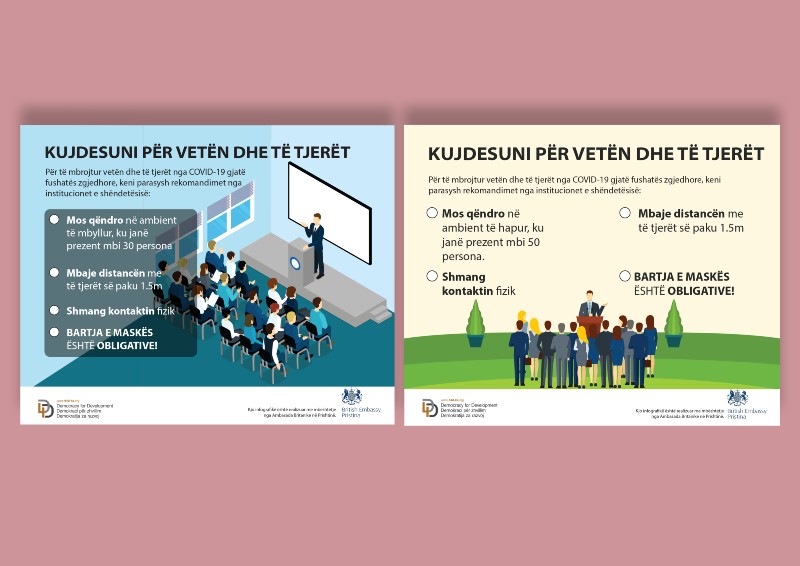 KUJDESUNI PËR VETËN DHE TË TJERËT
Për të mbrojtur vetën dhe të tjerët nga COVID-19 gjatë
fushatës zgjedhore, keni parasysh rekomandimet nga
institucionet e shëndetësisë:
Mos qëndro në ambient
të mbyllur, ku janë
prezent mbi 30 persona
Mbaje distancën me
të tjerët së paku 1.5m
Shmang kontaktin fizik
BARTJA E MASKËS
ËSHTË OBLIGATIVE!
Democracy for Development
Demokraci për zhvillim
Demokratija za razvoj
Kjo infografikë është realizuar me mbështetje
nga Ambasada Britanike në Prishtinë.
British Embassy
Pristina
KUJDESUNI PËR VETËN DHE TË TJERËT
Për të mbrojtur vetën dhe të tjerët nga COVID-19 gjatë
fushatës zgjedhore, keni parasysh rekomandimet nga
institucionet e shëndetësisë:
Mos qëndro në
ambient të hapur, ku
janë prezent mbi 50
persona.
Shmang
kontaktin fizik
Mbaje distancën me
të tjerët së paku 1.5m
BARTJA E MASKËS
ËSHTË OBLIGATIVE!
Democracy for Development
Demokraci për zhvillim
Demokratija za razvoj
Kjo infografikë është realizuar me mbështetje
nga Ambasada Britanike në Prishtinë.
British Embassy
Pristina